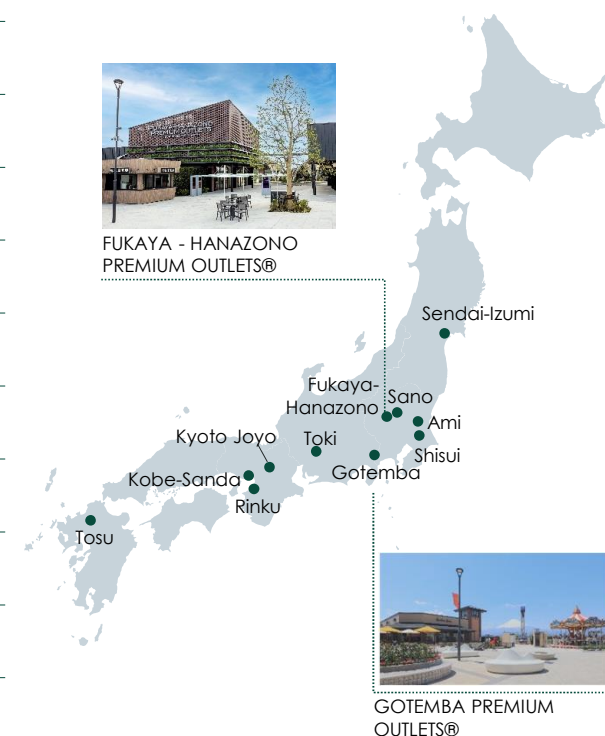 FUKAYA - HANAZONO
PREMIUM OUTLETS®
Sendai-Izumi
Fukaya-
Hanazono
Sano
Ami
Shisui
Kyoto Joyo
Toki
Gotemba
Kobe-Sanda
Rinku
Tosu
GOTEMBA PREMIUM
OUTLETS®